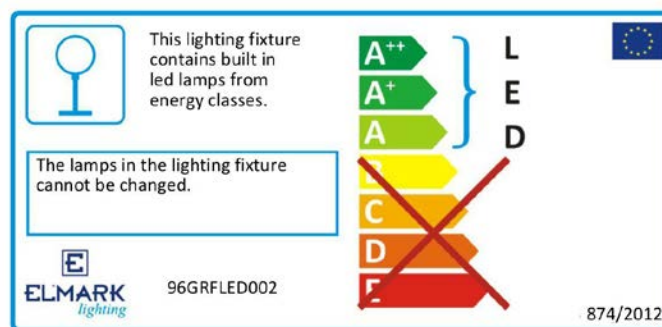 This lighting fixture
contains built in
led lamps from
energy classes.
A++
A+
A
B
C
D
E
L
E
D
The lamps in the lighting fixture
cannot be changed.
E
ELMARK
lighting
96GRFLED002
874/2012